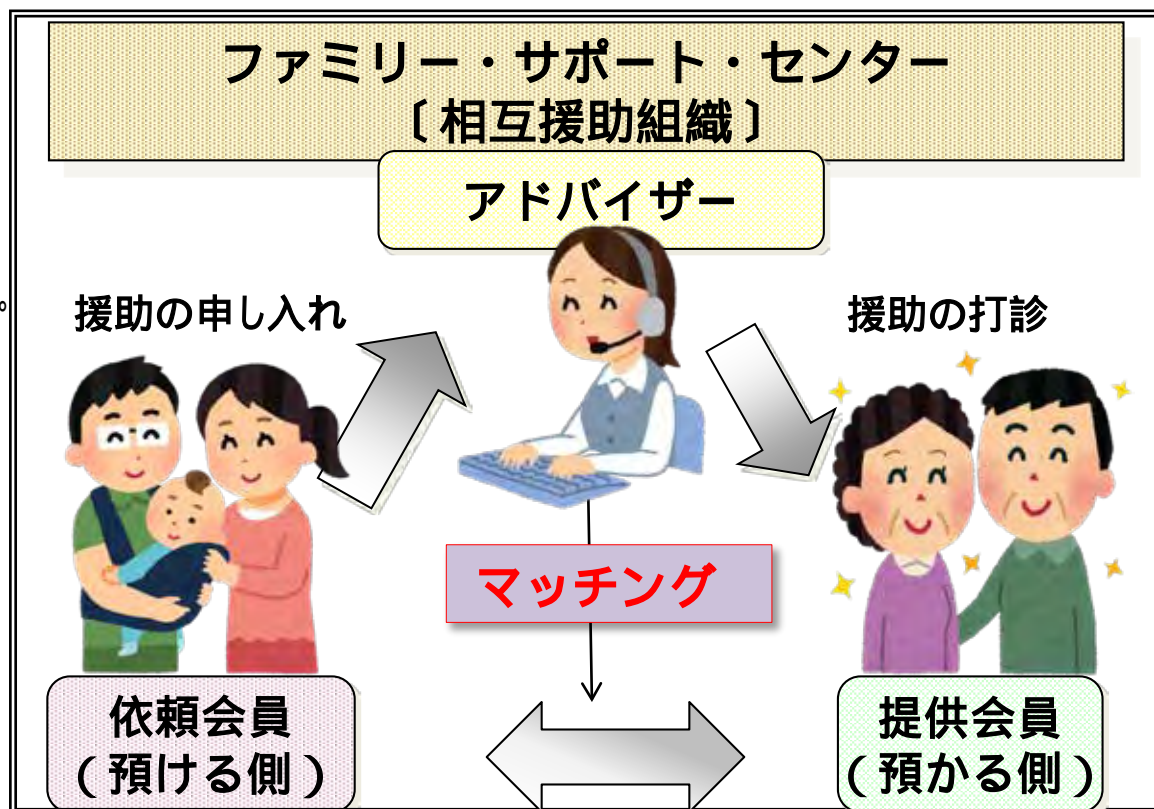 ファミリー・サポート・センター
〔相互援助組織〕
アドバイザー
援助の申し入れ
援助の打診
マッチング
依頼会員
(預ける側)
提供会員
(預かる側)